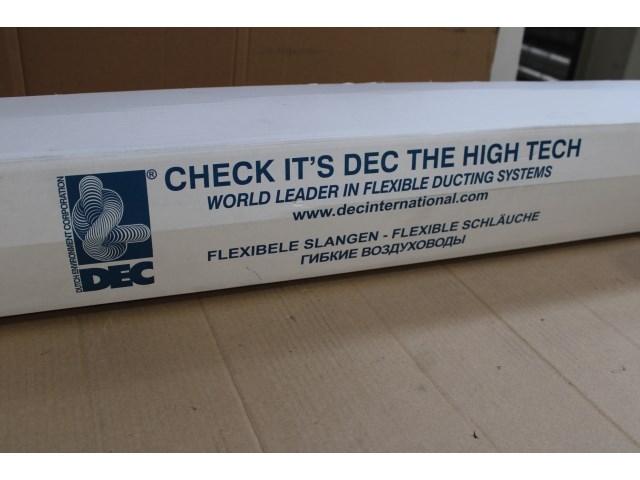 DUTCH ENVIRONMENT CORPORATION
DEC
®
CHECK IT'S DEC THE HIGH TECH
WORLD LEADER IN FLEXIBLE DUCTING SYSTEMS
www.decinternational.com
FLEXIBELE SLANGEN - FLEXIBLE SCHLÄUCHE
ГИБКИЕ ВОЗДУХОВОДЫ